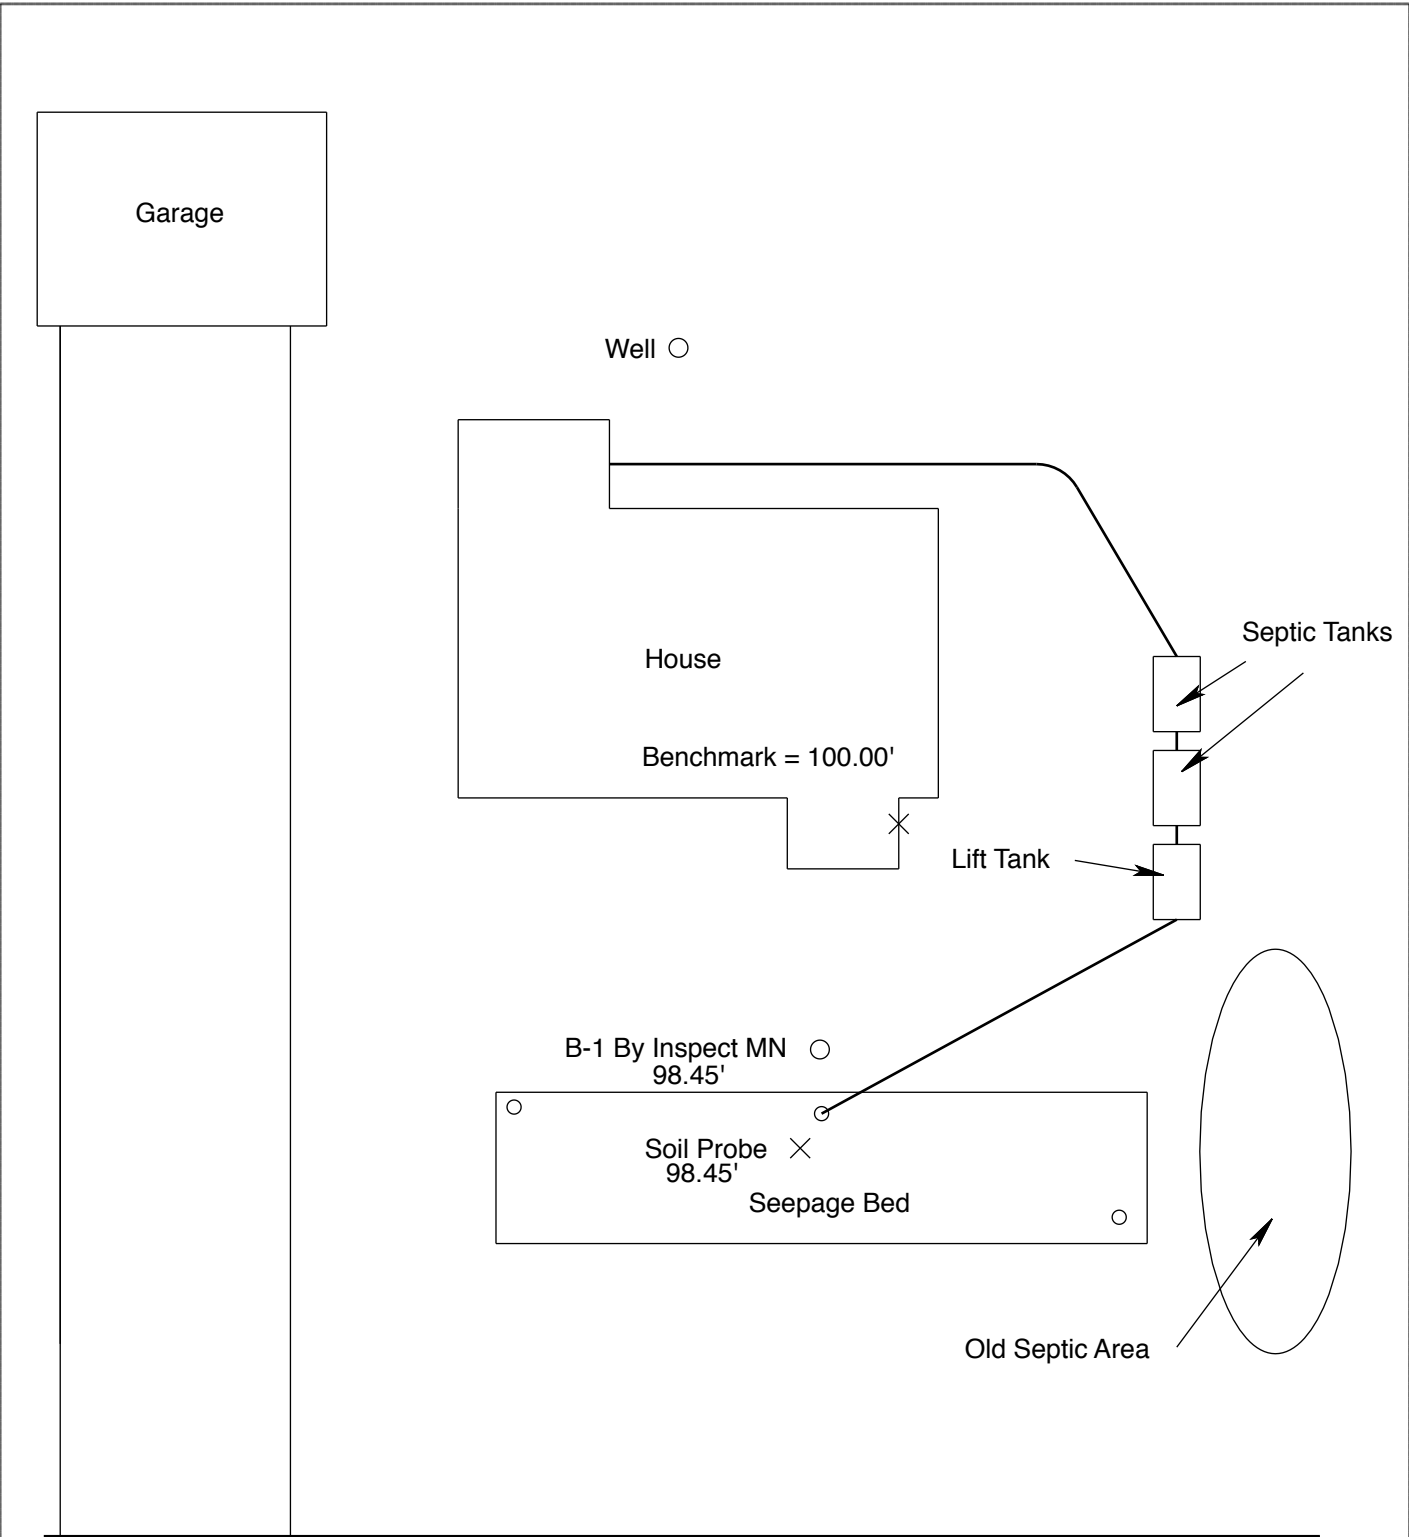 Garage
Well
Septic Tanks
House
Benchmark = 100.00'
Lift Tank
B-1 By Inspect MN
98.45'
Soil Probe
98.45'
Seepage Bed
Old Septic Area